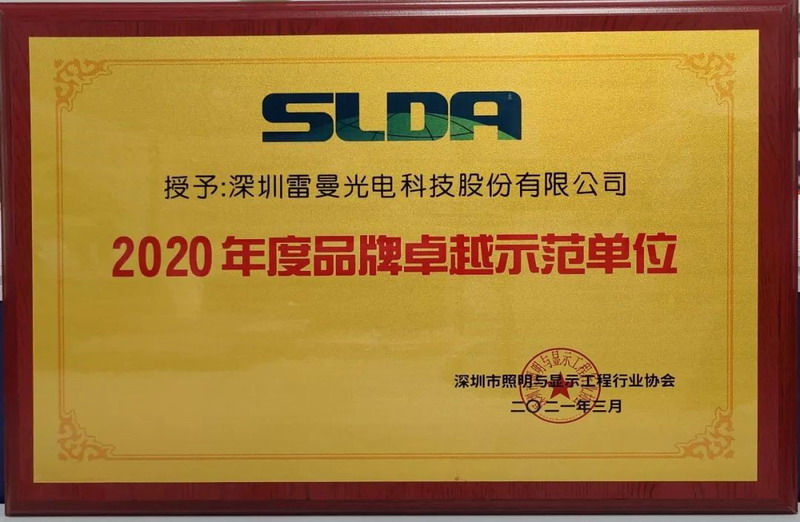 SLDA
授予:深圳雷曼光电科技股份有限公司
2020年度品牌卓越示范单位
深圳市照明与显示工程行业协会
二〇二一年三月